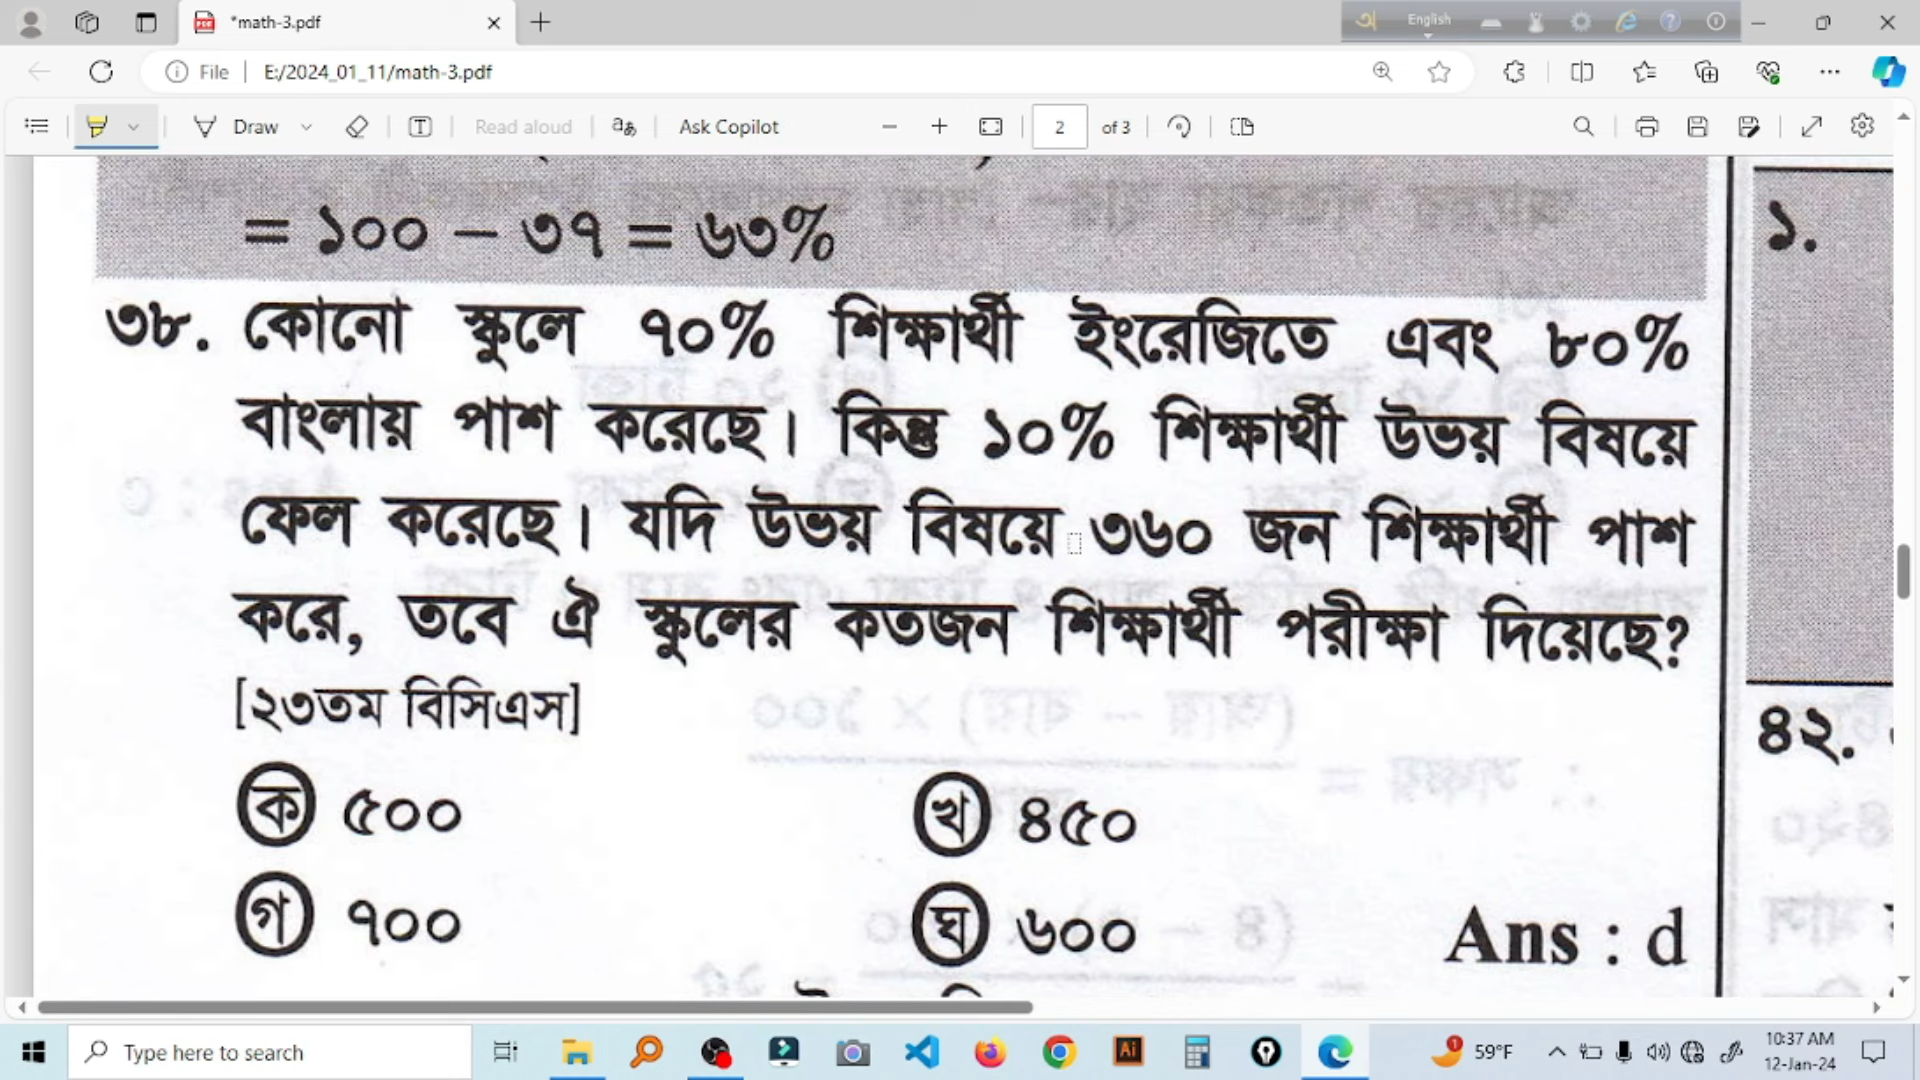 *math-3.pdf
English
File
E:/2024_01_11/math-3.pdf
Draw
Read aloud
Ask Copilot
2
of 3
= ১০০ – ৩৭ = ৬৩%
৩৮. কোনো স্কুলে ৭০% শিক্ষার্থী ইংরেজিতে এবং ৮০%
বাংলায় পাশ করেছে। কিন্তু ১০% শিক্ষার্থী উভয় বিষয়ে
ফেল করেছে। যদি উভয় বিষয়ে ৩৬০ জন শিক্ষার্থী পাশ
করে, তবে ঐ স্কুলের কতজন শিক্ষার্থী পরীক্ষা দিয়েছে?
[২৩তম বিসিএস]
ক ৫০০
খ ৪৫০
গ ৭০০
ঘ ৬০০
Ans : d
১.
৪২.
Type here to search
59°F
10:37 AM
12-Jan-24